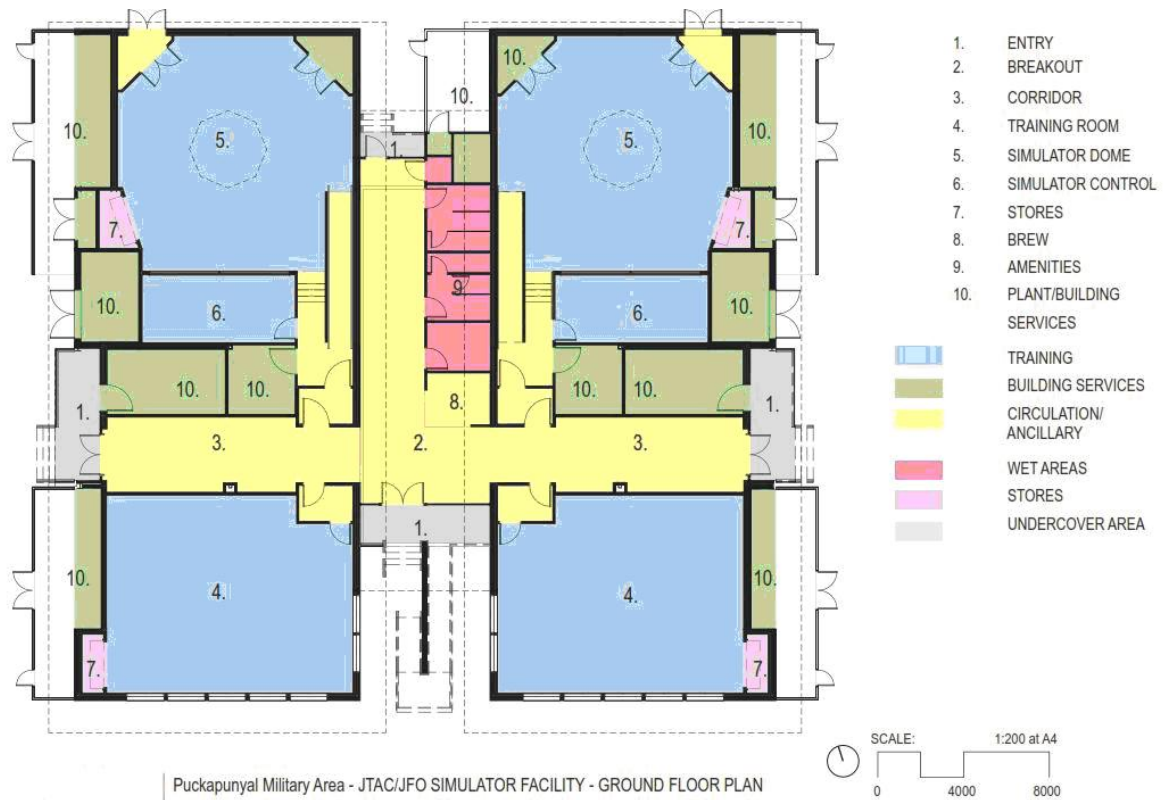 1. ENTRY
2. BREAKOUT
3. CORRIDOR
4. TRAINING ROOM
5. SIMULATOR DOME
6. SIMULATOR CONTROL
7. STORES
8. BREW
9. AMENITIES
10. PLANT/BUILDING
SERVICES
TRAINING
BUILDING SERVICES
CIRCULATION/
ANCILLARY
WET AREAS
STORES
UNDERCOVER AREA
10.
10.
10.
10.
10.
5.
1.
5.
7.
7.
10.
6.
9.
6.
10.
10.
10.
10.
10.
1.
8.
1.
3.
2.
3.
1.
10.
4.
4.
10.
7.
7.
SCALE: 1:200 at A4
0 4000 8000
Puckapunyal Military Area - JTAC/JFO SIMULATOR FACILITY - GROUND FLOOR PLAN